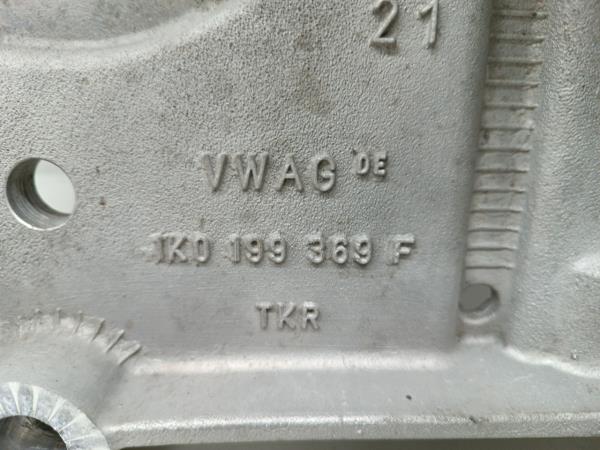 21
VWAG DE
1K0 199 369 F
TKR